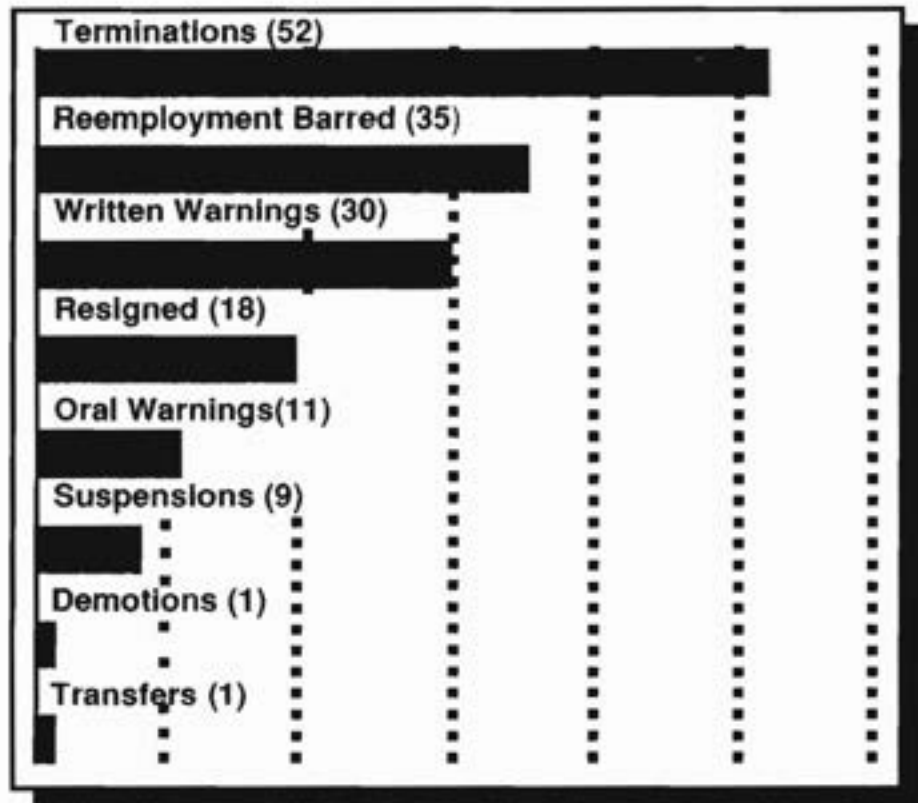 Terminations (52)
Reemployment Barred (35)
Written Warnings (30)
Resigned (18)
Oral Warnings(11)
Suspensions (9)
Demotions (1)
Transfers (1)